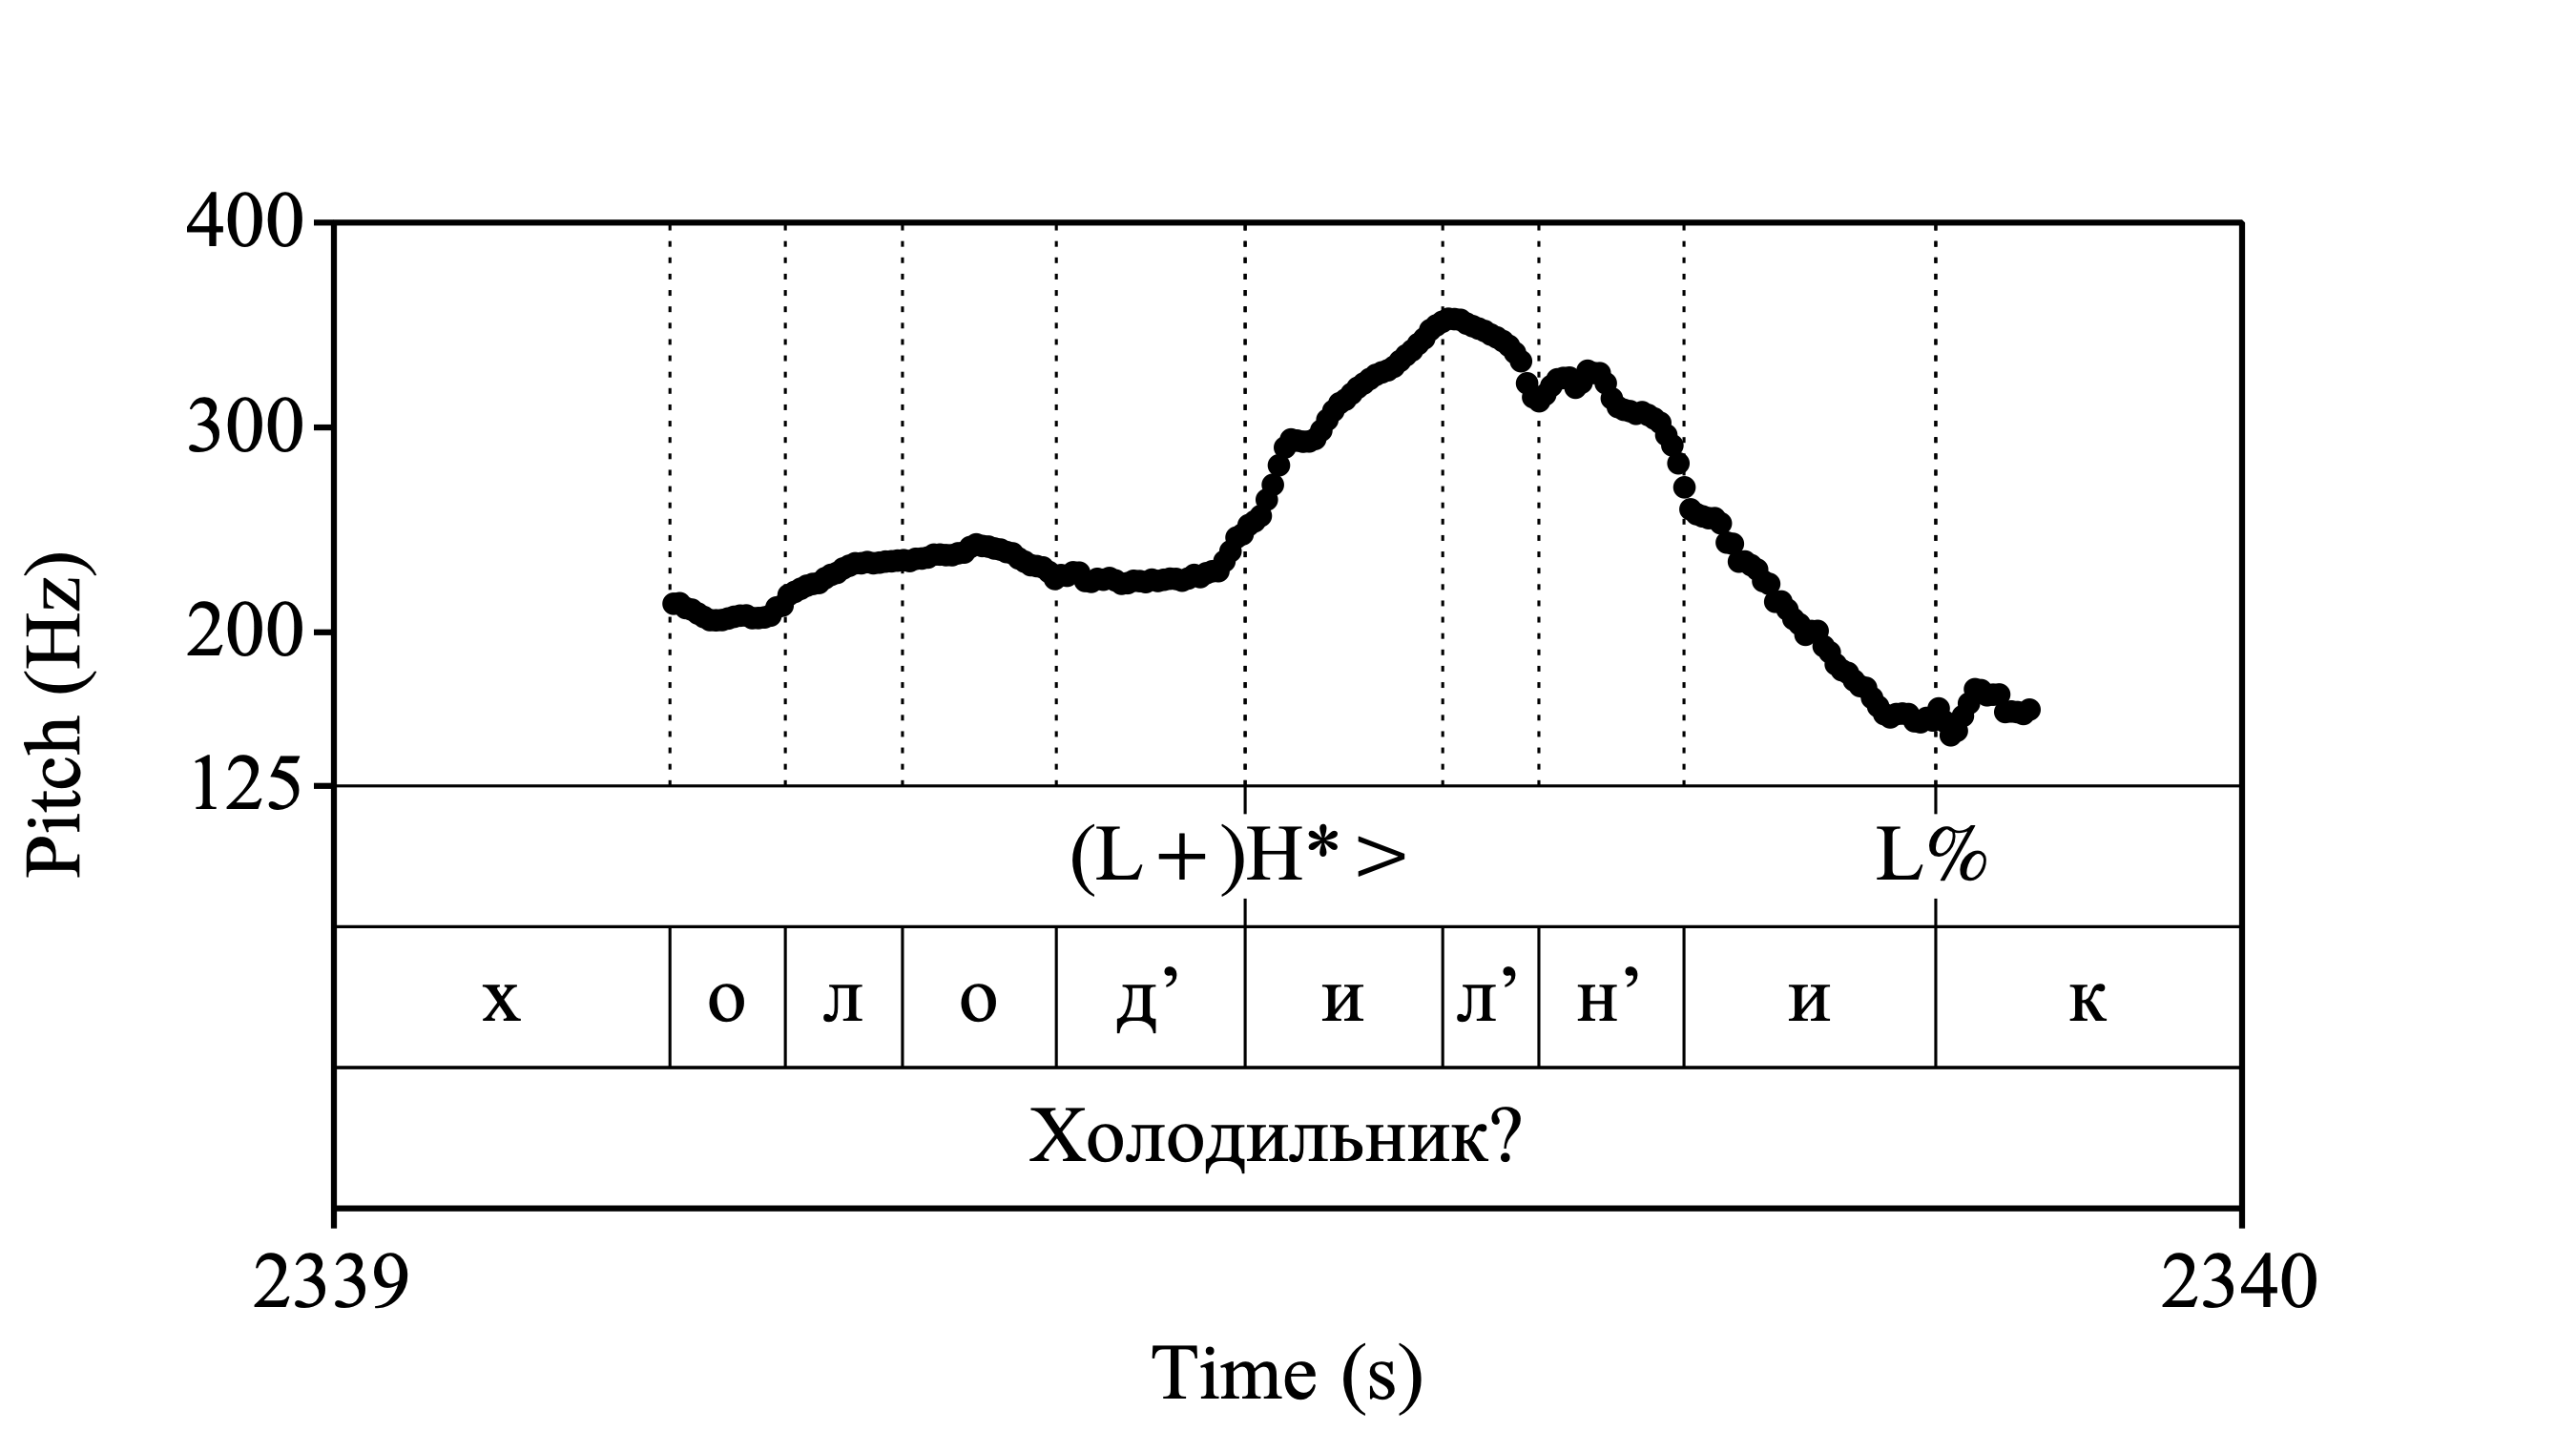 400
300
200
125
Pitch (Hz)
(L+)H*> L%
х о л о д’ и л’ н’ и к
Холодильник?
2339 2340
Time (s)